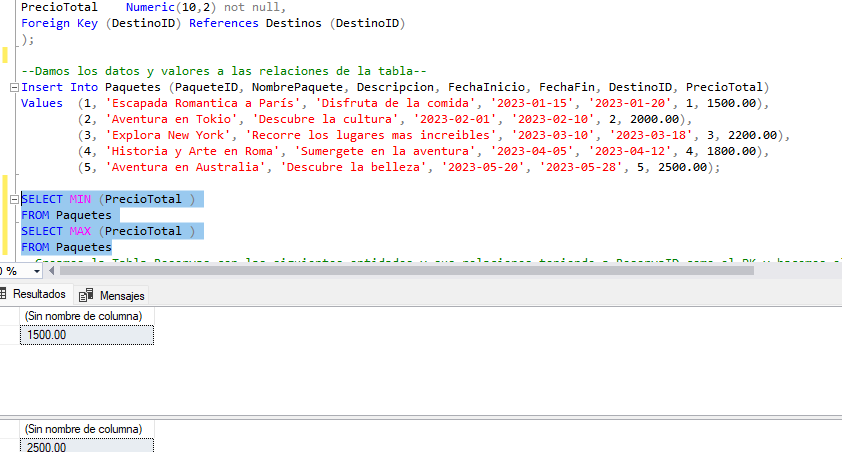 PrecioTotal    Numeric(10,2) not null,
Foreign Key (DestinoID) References Destinos (DestinoID)
);
--Damos los datos y valores a las relaciones de la tabla--
Insert Into Paquetes (PaqueteID, NombrePaquete, Descripcion, FechaInicio, FechaFin, DestinoID, PrecioTotal)
Values  (1, 'Escapada Romantica a París', 'Disfruta de la comida', '2023-01-15', '2023-01-20', 1, 1500.00),
(2, 'Aventura en Tokio', 'Descubre la cultura', '2023-02-01', '2023-02-10', 2, 2000.00),
(3, 'Explora New York', 'Recorre los lugares mas increibles', '2023-03-10', '2023-03-18', 3, 2200.00),
(4, 'Historia y Arte en Roma', 'Sumergete en la aventura', '2023-04-05', '2023-04-12', 4, 1800.00),
(5, 'Aventura en Australia', 'Descubre la belleza', '2023-05-20', '2023-05-28', 5, 2500.00);
SELECT MIN (PrecioTotal )
FROM Paquetes
SELECT MAX (PrecioTotal )
FROM Paquetes
0 %
Resultados Mensajes
(Sin nombre de columna)
1500.00
(Sin nombre de columna)
2500.00